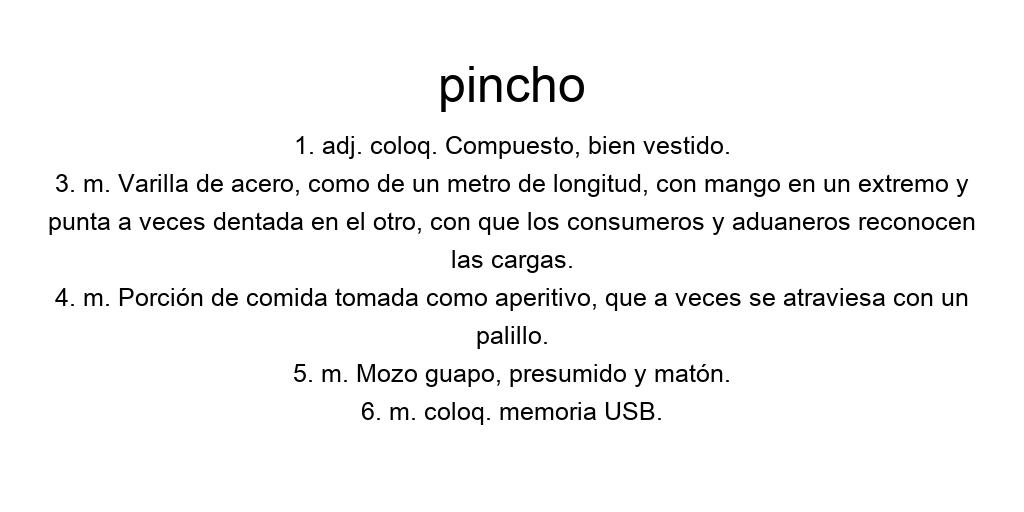 pincho
1. adj. coloq. Compuesto, bien vestido.
3. m. Varilla de acero, como de un metro de longitud, con mango en un extremo y
punta a veces dentada en el otro, con que los consumeros y aduaneros reconocen
las cargas.
4. m. Porción de comida tomada como aperitivo, que a veces se atraviesa con un
palillo.
5. m. Mozo guapo, presumido y matón.
6. m. coloq. memoria USB.